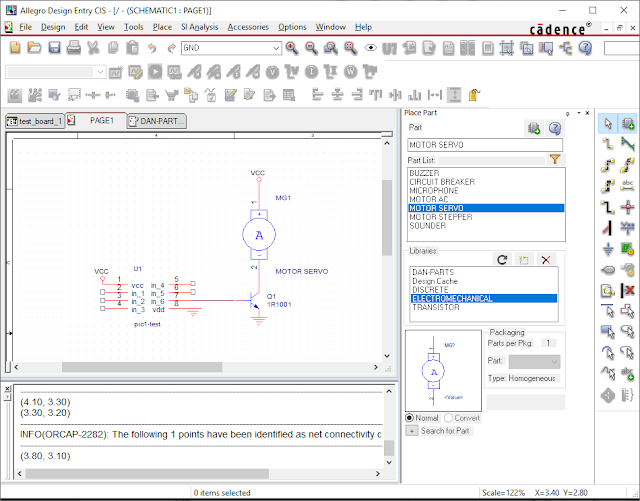 Allegro Design Entry CIS - [/ - (SCHEMATIC1 : PAGE1)]
File Design Edit View Tools Place SI Analysis Accessories Options Window Help
cādence®
GND
test_board_1 PAGE1 DAN-PART...
4 3
VCC
1
MG1
+
A
-
2
MOTOR SERVO
VCC
U1
1 vcc in_4 5
2 in_1 in_5 6
3 in_2 in_6 7
4 in_3 vdd 8
pic1-test
Q1
1R1001
Place Part
Part
MOTOR SERVO
Part List:
BUZZER
CIRCUIT BREAKER
MICROPHONE
MOTOR AC
MOTOR SERVO
MOTOR STEPPER
SOUNDER
Libraries:
DAN-PARTS
Design Cache
DISCRETE
ELECTROMECHANICAL
TRANSISTOR
MG?
A
<Value>
Packaging
Parts per Pkg: 1
Part:
Type: Homogeneous
Normal Convert
+ Search for Part
(4.10, 3.30)
(3.30, 3.20)
INFO(ORCAP-2282): The following 1 points have been identified as net connectivity c
(3.80, 3.10)
0 items selected
Scale=122% X=3.40 Y=2.80